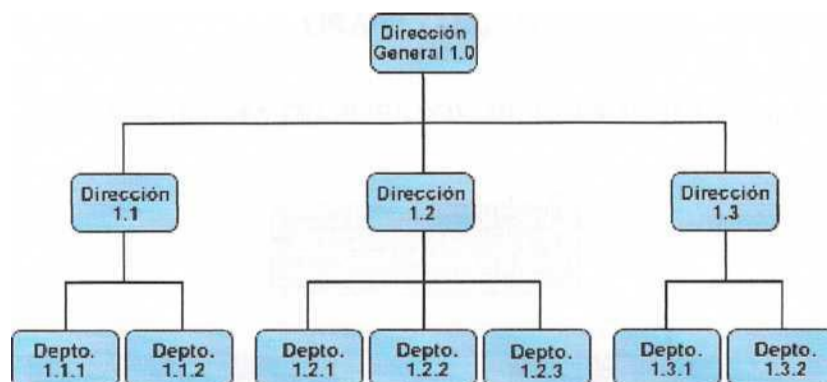 Dirección
General 1.0
Dirección
1.1
Dirección
1.2
Dirección
1.3
Depto.
1.1.1
Depto.
1.1.2
Depto.
1.2.1
Depto.
1.2.2
Depto.
1.2.3
Depto.
1.3.1
Depto.
1.3.2